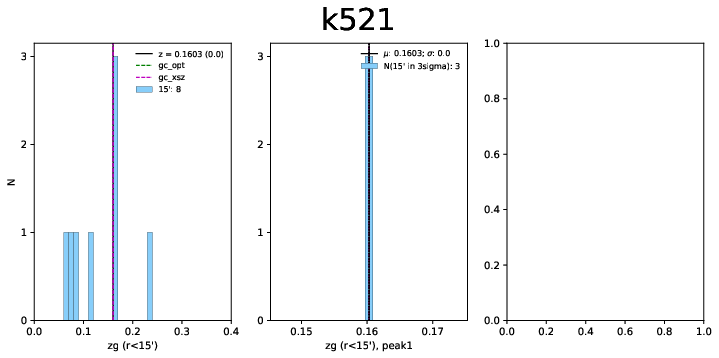 k521
3
2
1
0
N
0.0 0.1 0.2 0.3 0.4
zg (r<15')
z = 0.1603 (0.0)
gc_opt
gc_xsz
15': 8
3
2
1
0
0.15 0.16 0.17
zg (r<15'), peak1
μ: 0.1603; σ: 0.0
N(15' in 3sigma): 3
1.0
0.8
0.6
0.4
0.2
0.0
0.0 0.2 0.4 0.6 0.8 1.0